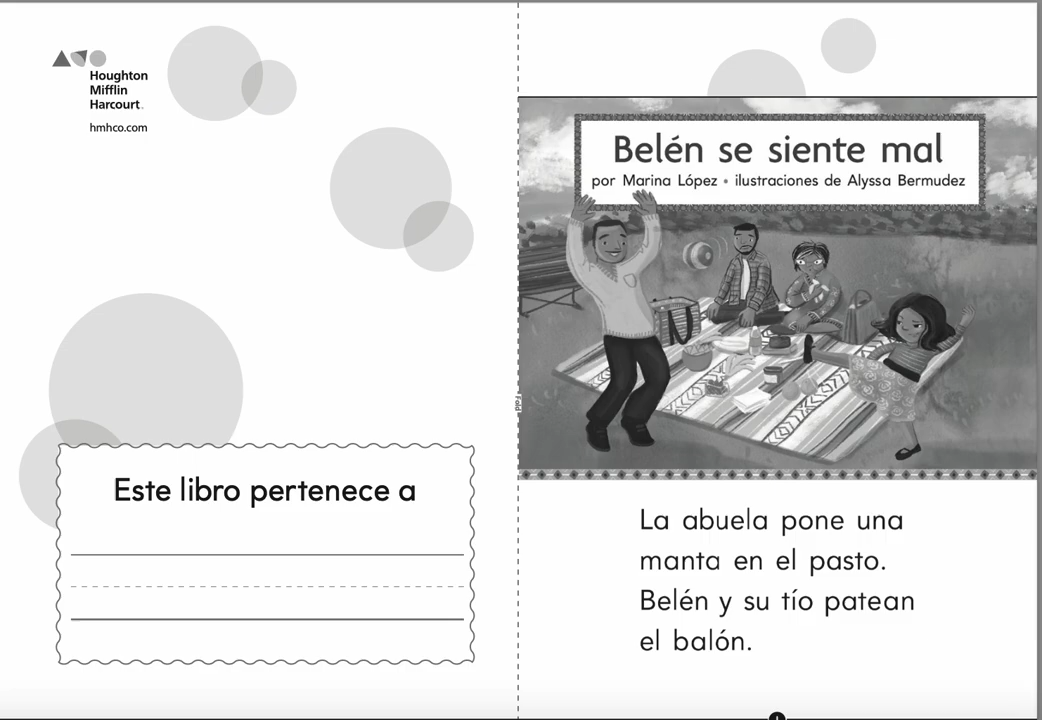 Houghton
Mifflin
Harcourt
hmhco.com
Este libro pertenece a
Belén se siente mal
por Marina López • ilustraciones de Alyssa Bermudez
Fold
La abuela pone una
manta en el pasto.
Belén y su tío patean
el balón.